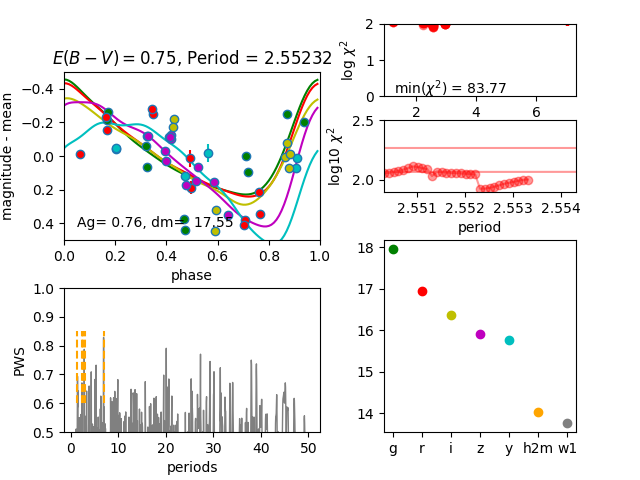 E(B − V) = 0.75, Period = 2.55232
magnitude - mean
−0.4
−0.2
0.0
0.2
0.4
Ag= 0.76, dm= 17.55
0.0 0.2 0.4 0.6 0.8 1.0
phase
log χ²
2
1
0
min(χ²) = 83.77
2 4 6
log10 χ²
2.5
2.0
2.551 2.552 2.553 2.554
period
PWS
1.0
0.9
0.8
0.7
0.6
0.5
0 10 20 30 40 50
periods
18
17
16
15
14
g r i z y h2m w1